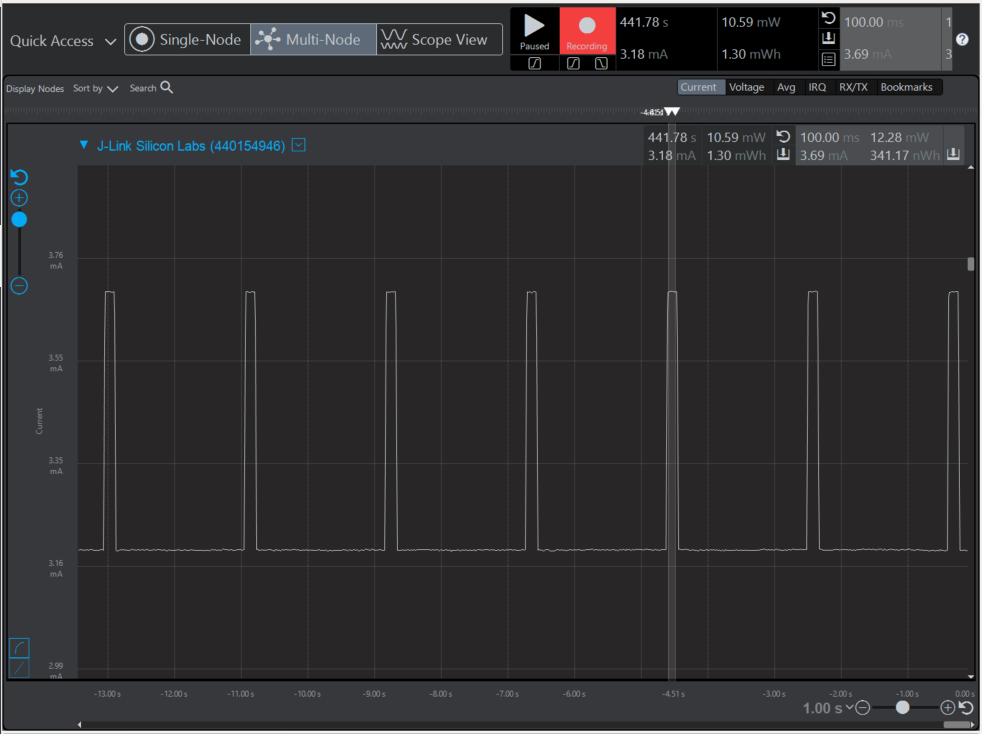 Quick Access
Single-Node
Multi-Node
Scope View
Paused
Recording
441.78 s
10.59 mW
3.18 mA
1.30 mWh
100.00 ms
1
3.69 mA
3
?
Display Nodes Sort by Search
Current Voltage Avg IRQ RX/TX Bookmarks
J-Link Silicon Labs (440154946)
441.78 s 10.59 mW
3.18 mA 1.30 mWh
100.00 ms 12.28 mW
3.69 mA 341.17 nWh
3.76
mA
3.55
mA
Current
3.35
mA
3.16
mA
2.99
mA
-13.00 s -12.00 s -11.00 s -10.00 s -9.00 s -8.00 s -7.00 s -6.00 s -4.51 s -3.00 s -2.00 s -1.00 s 0.00 s
1.00 s